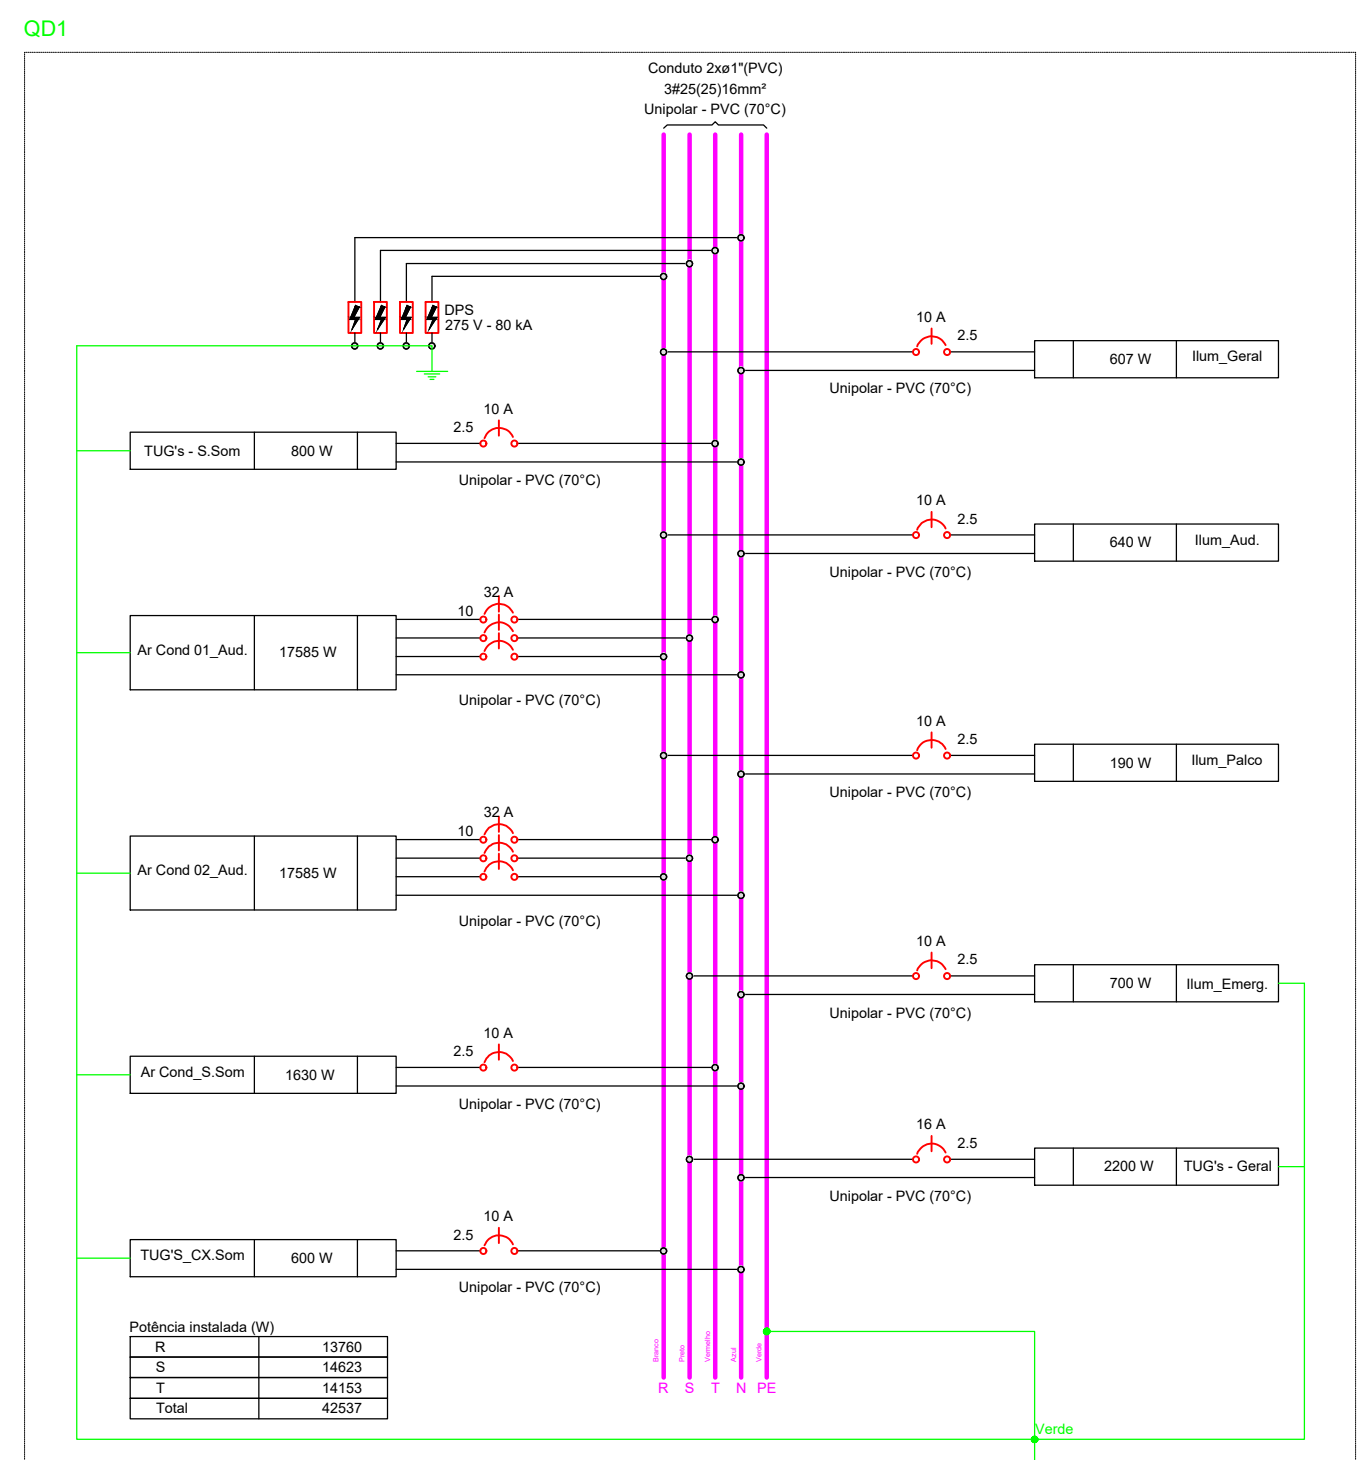 QD1
Conduto 2xø1"(PVC)
3#25(25)16mm²
Unipolar - PVC (70°C)
DPS
275 V - 80 kA
10 A
2.5
607 W
Ilum_Geral
Unipolar - PVC (70°C)
10 A
2.5
TUG's - S.Som
800 W
Unipolar - PVC (70°C)
10 A
2.5
640 W
Ilum_Aud.
Unipolar - PVC (70°C)
32 A
10
Ar Cond 01_Aud.
17585 W
Unipolar - PVC (70°C)
10 A
2.5
190 W
Ilum_Palco
Unipolar - PVC (70°C)
32 A
10
Ar Cond 02_Aud.
17585 W
Unipolar - PVC (70°C)
10 A
2.5
700 W
Ilum_Emerg.
Unipolar - PVC (70°C)
10 A
2.5
Ar Cond_S.Som
1630 W
Unipolar - PVC (70°C)
16 A
2.5
2200 W
TUG's - Geral
Unipolar - PVC (70°C)
10 A
2.5
TUG'S_CX.Som
600 W
Unipolar - PVC (70°C)
Potência instalada (W)
R 13760
S 14623
T 14153
Total 42537
Branco
Preto
Vermelho
Azul
Verde
R S T N PE
Verde